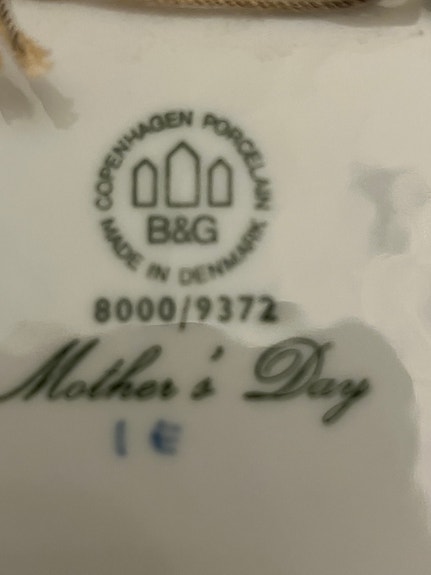 COPENHAGEN PORCELAIN
B&G
MADE IN DENMARK
8000/9372
Mother's Day
I E